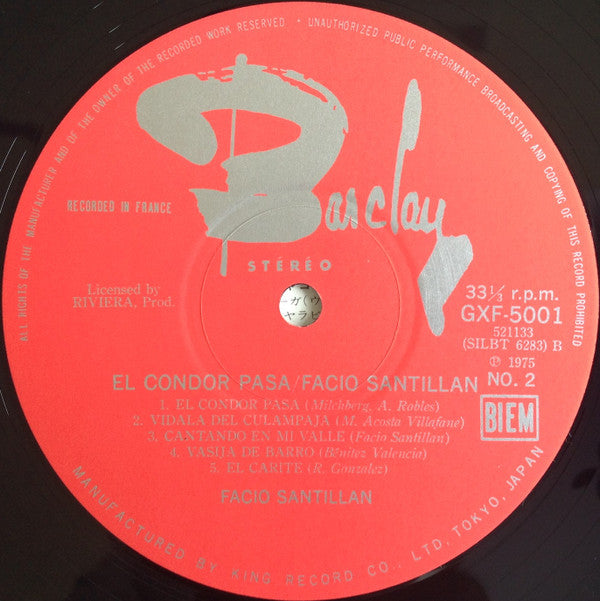 ALL RIGHTS OF THE MANUFACTURER AND OF THE OWNER OF THE RECORDED WORK RESERVED • UNAUTHORIZED PUBLIC PERFORMANCE BROADCASTING AND COPYING OF THIS RECORD PROHIBITED
Barclay
RECORDED IN FRANCE
STÉRÉO
Licensed by
RIVIERA, Prod.
33⅓ r.p.m.
GXF-5001
521133
(SILBT 6283) B
℗ 1975
NO. 2
BIEM
EL CONDOR PASA/FACIO SANTILLAN
1. EL CONDOR PASA (Milchberg, A. Robles)
2. VIDALA DEL CULAMPAJA (M. Acosta Villafane)
3. CANTANDO EN MI VALLE (Facio Santillan)
4. VASIJA DE BARRO (Bénitez Valencia)
5. EL CARITE (R. Gonzalez)
FACIO SANTILLAN
MANUFACTURED BY KING RECORD CO., LTD. TOKYO, JAPAN